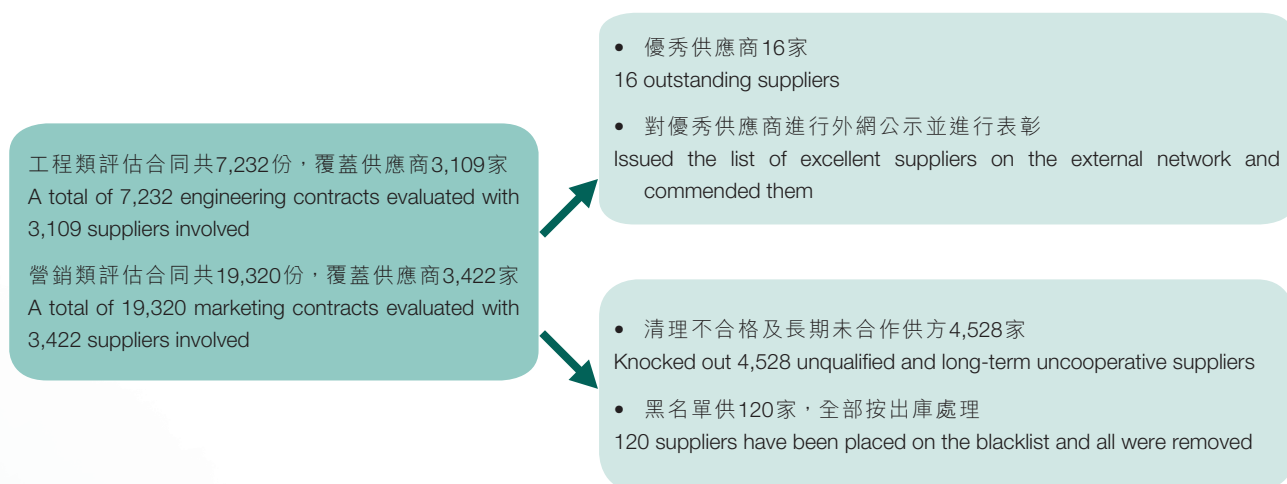 工程類評估合同共7,232份，覆蓋供應商3,109家
A total of 7,232 engineering contracts evaluated with
3,109 suppliers involved
營銷類評估合同共19,320份，覆蓋供應商3,422家
A total of 19,320 marketing contracts evaluated with
3,422 suppliers involved
• 優秀供應商16家
16 outstanding suppliers
• 對優秀供應商進行外網公示並進行表彰
Issued the list of excellent suppliers on the external network and
commended them
• 清理不合格及長期未合作供方4,528家
Knocked out 4,528 unqualified and long-term uncooperative suppliers
• 黑名單供120家，全部按出庫處理
120 suppliers have been placed on the blacklist and all were removed